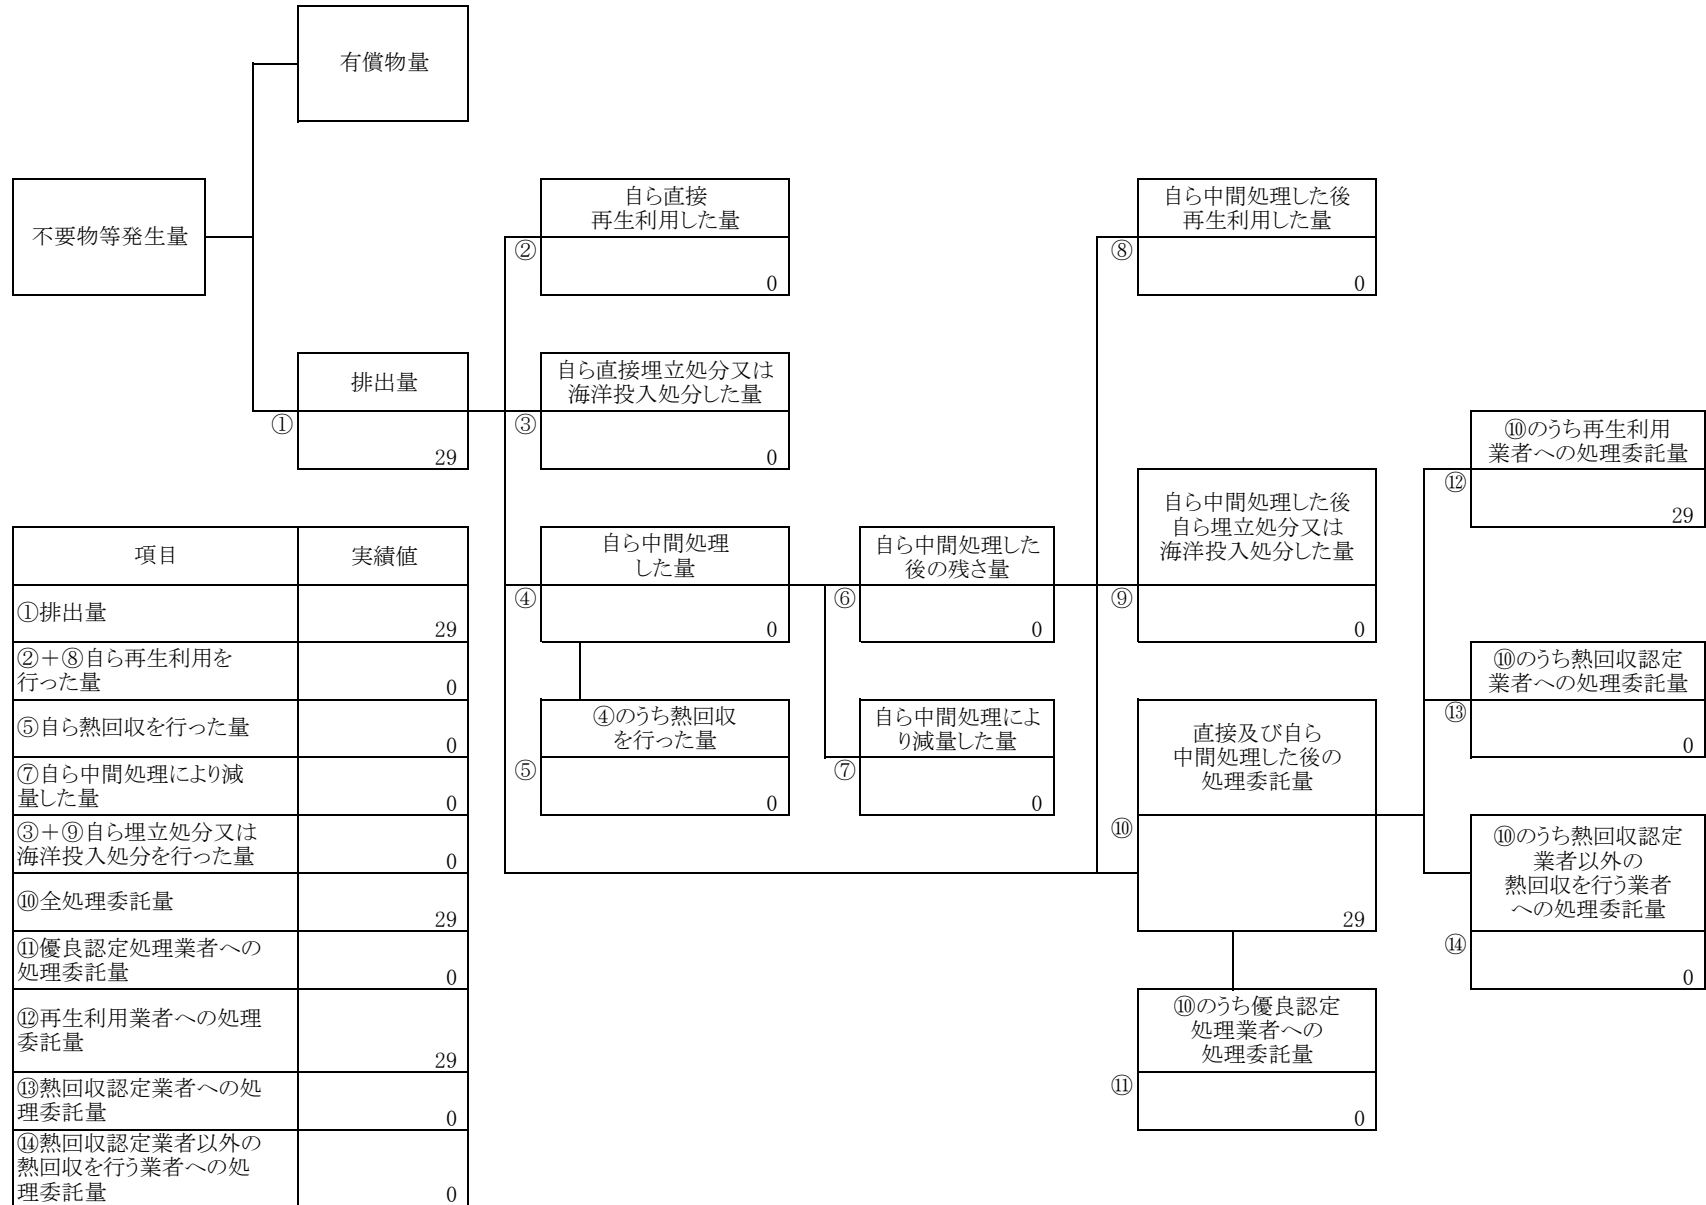 有償物量
不要物等発生量
自ら直接
再生利用した量
②
0
自ら中間処理した後
再生利用した量
⑧
0
排出量
①
29
自ら直接埋立処分又は
海洋投入処分した量
③
0
⑩のうち再生利用
業者への処理委託量
⑫
29
自ら中間処理した後
自ら埋立処分又は
海洋投入処分した量
⑨
0
自ら中間処理
した量
④
0
自ら中間処理した
後の残さ量
⑥
0
⑩のうち熱回収認定
業者への処理委託量
⑬
0
④のうち熱回収
を行った量
⑤
0
自ら中間処理によ
り減量した量
⑦
0
直接及び自ら
中間処理した後の
処理委託量
⑩
29
⑩のうち熱回収認定
業者以外の
熱回収を行う業者
への処理委託量
⑭
0
⑩のうち優良認定
処理業者への
処理委託量
⑪
0
項目 実績値
①排出量
29
②＋⑧自ら再生利用を
行った量
0
⑤自ら熱回収を行った量
0
⑦自ら中間処理により減
量した量
0
③＋⑨自ら埋立処分又は
海洋投入処分を行った量
0
⑩全処理委託量
29
⑪優良認定処理業者への
処理委託量
0
⑫再生利用業者への処理
委託量
29
⑬熱回収認定業者への処
理委託量
0
⑭熱回収認定業者以外の
熱回収を行う業者への処
理委託量
0